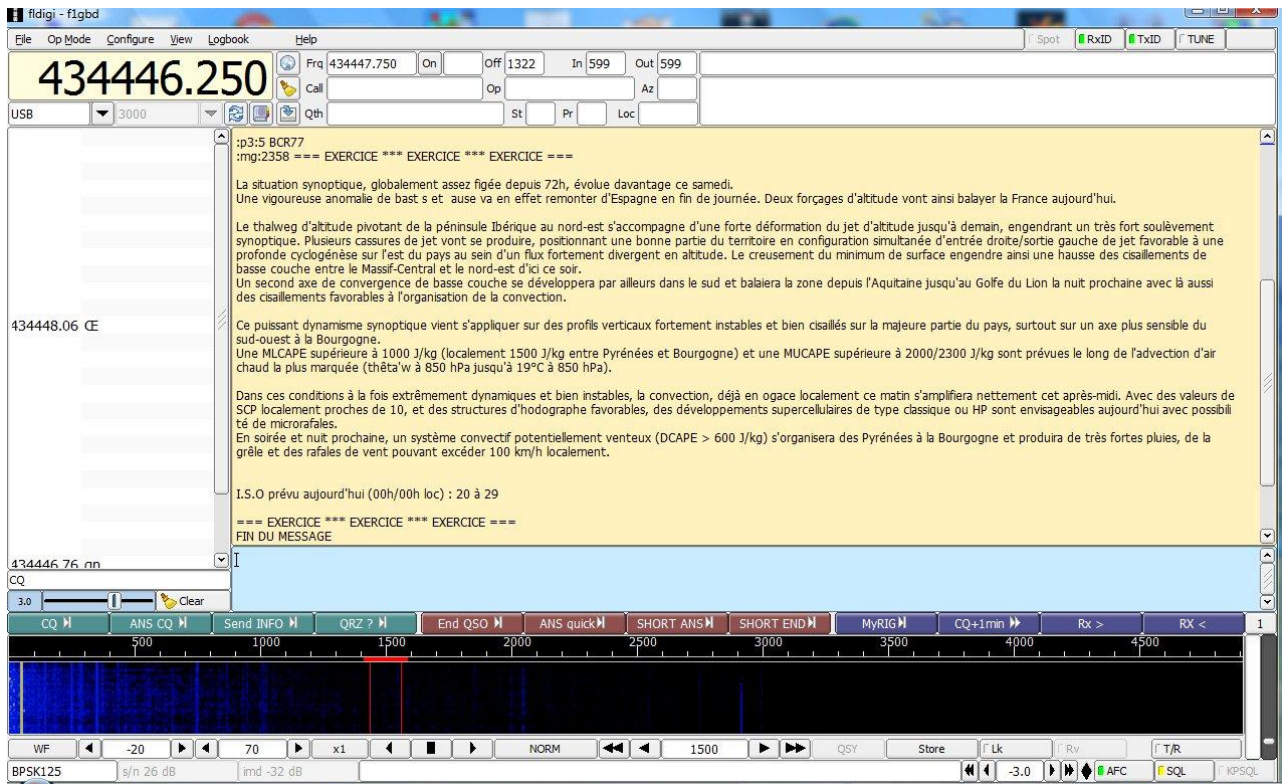 fldigi - f1gbd
File Op Mode Configure View Logbook Help
Spot RxID TxID TUNE
434446.250
Frq 434447.750 On Off 1322 In 599 Out 599
Call Op Az
USB 3000 Qth St Pr Loc
:p3:5 BCR77
:mg:2358 === EXERCICE *** EXERCICE *** EXERCICE ===
La situation synoptique, globalement assez figée depuis 72h, évolue davantage ce samedi.
Une vigoureuse anomalie de bast s et ause va en effet remonter d'Espagne en fin de journée. Deux forçages d'altitude vont ainsi balayer la France aujourd'hui.
Le thalweg d'altitude pivotant de la péninsule Ibérique au nord-est s'accompagne d'une forte déformation du jet d'altitude jusqu'à demain, engendrant un très fort soulèvement
synoptique. Plusieurs cassures de jet vont se produire, positionnant une bonne partie du territoire en configuration simultanée d'entrée droite/sortie gauche de jet favorable à une
profonde cyclogénèse sur l'est du pays au sein d'un flux fortement divergent en altitude. Le creusement du minimum de surface engendre ainsi une hausse des cisaillements de
basse couche entre le Massif-Central et le nord-est d'ici ce soir.
Un second axe de convergence de basse couche se développera par ailleurs dans le sud et balaiera la zone depuis l'Aquitaine jusqu'au Golfe du Lion la nuit prochaine avec là aussi
des cisaillements favorables à l'organisation de la convection.
434448.06 Œ
Ce puissant dynamisme synoptique vient s'appliquer sur des profils verticaux fortement instables et bien cisaillés sur la majeure partie du pays, surtout sur un axe plus sensible du
sud-ouest à la Bourgogne.
Une MLCAPE supérieure à 1000 J/kg (localement 1500 J/kg entre Pyrénées et Bourgogne) et une MUCAPE supérieure à 2000/2300 J/kg sont prévues le long de l'advection d'air
chaud la plus marquée (thêta'w à 850 hPa jusqu'à 19°C à 850 hPa).
Dans ces conditions à la fois extrêmement dynamiques et bien instables, la convection, déjà en ogace localement ce matin s'amplifiera nettement cet après-midi. Avec des valeurs de
SCP localement proches de 10, et des structures d'hodographe favorables, des développements supercellulaires de type classique ou HP sont envisageables aujourd'hui avec possibili
té de microrafales.
En soirée et nuit prochaine, un système convectif potentiellement venteux (DCAPE > 600 J/kg) s'organisera des Pyrénées à la Bourgogne et produira de très fortes pluies, de la
grêle et des rafales de vent pouvant excéder 100 km/h localement.
I.S.O prévu aujourd'hui (00h/00h loc) : 20 à 29
=== EXERCICE *** EXERCICE *** EXERCICE ===
FIN DU MESSAGE
434446.76
CQ
3.0 Clear
CQ ANS CQ Send INFO QRZ ? End QSO ANS quick SHORT ANS SHORT END MyRIG CQ+1min Rx > RX < 1
500 1000 1500 2000 2500 3000 3500 4000 4500
WF -20 70 x1 NORM 1500 QSY Store Lk Rv T/R
BPSK125 s/n 26 dB imd -32 dB -3.0 AFC SQL KPSQL